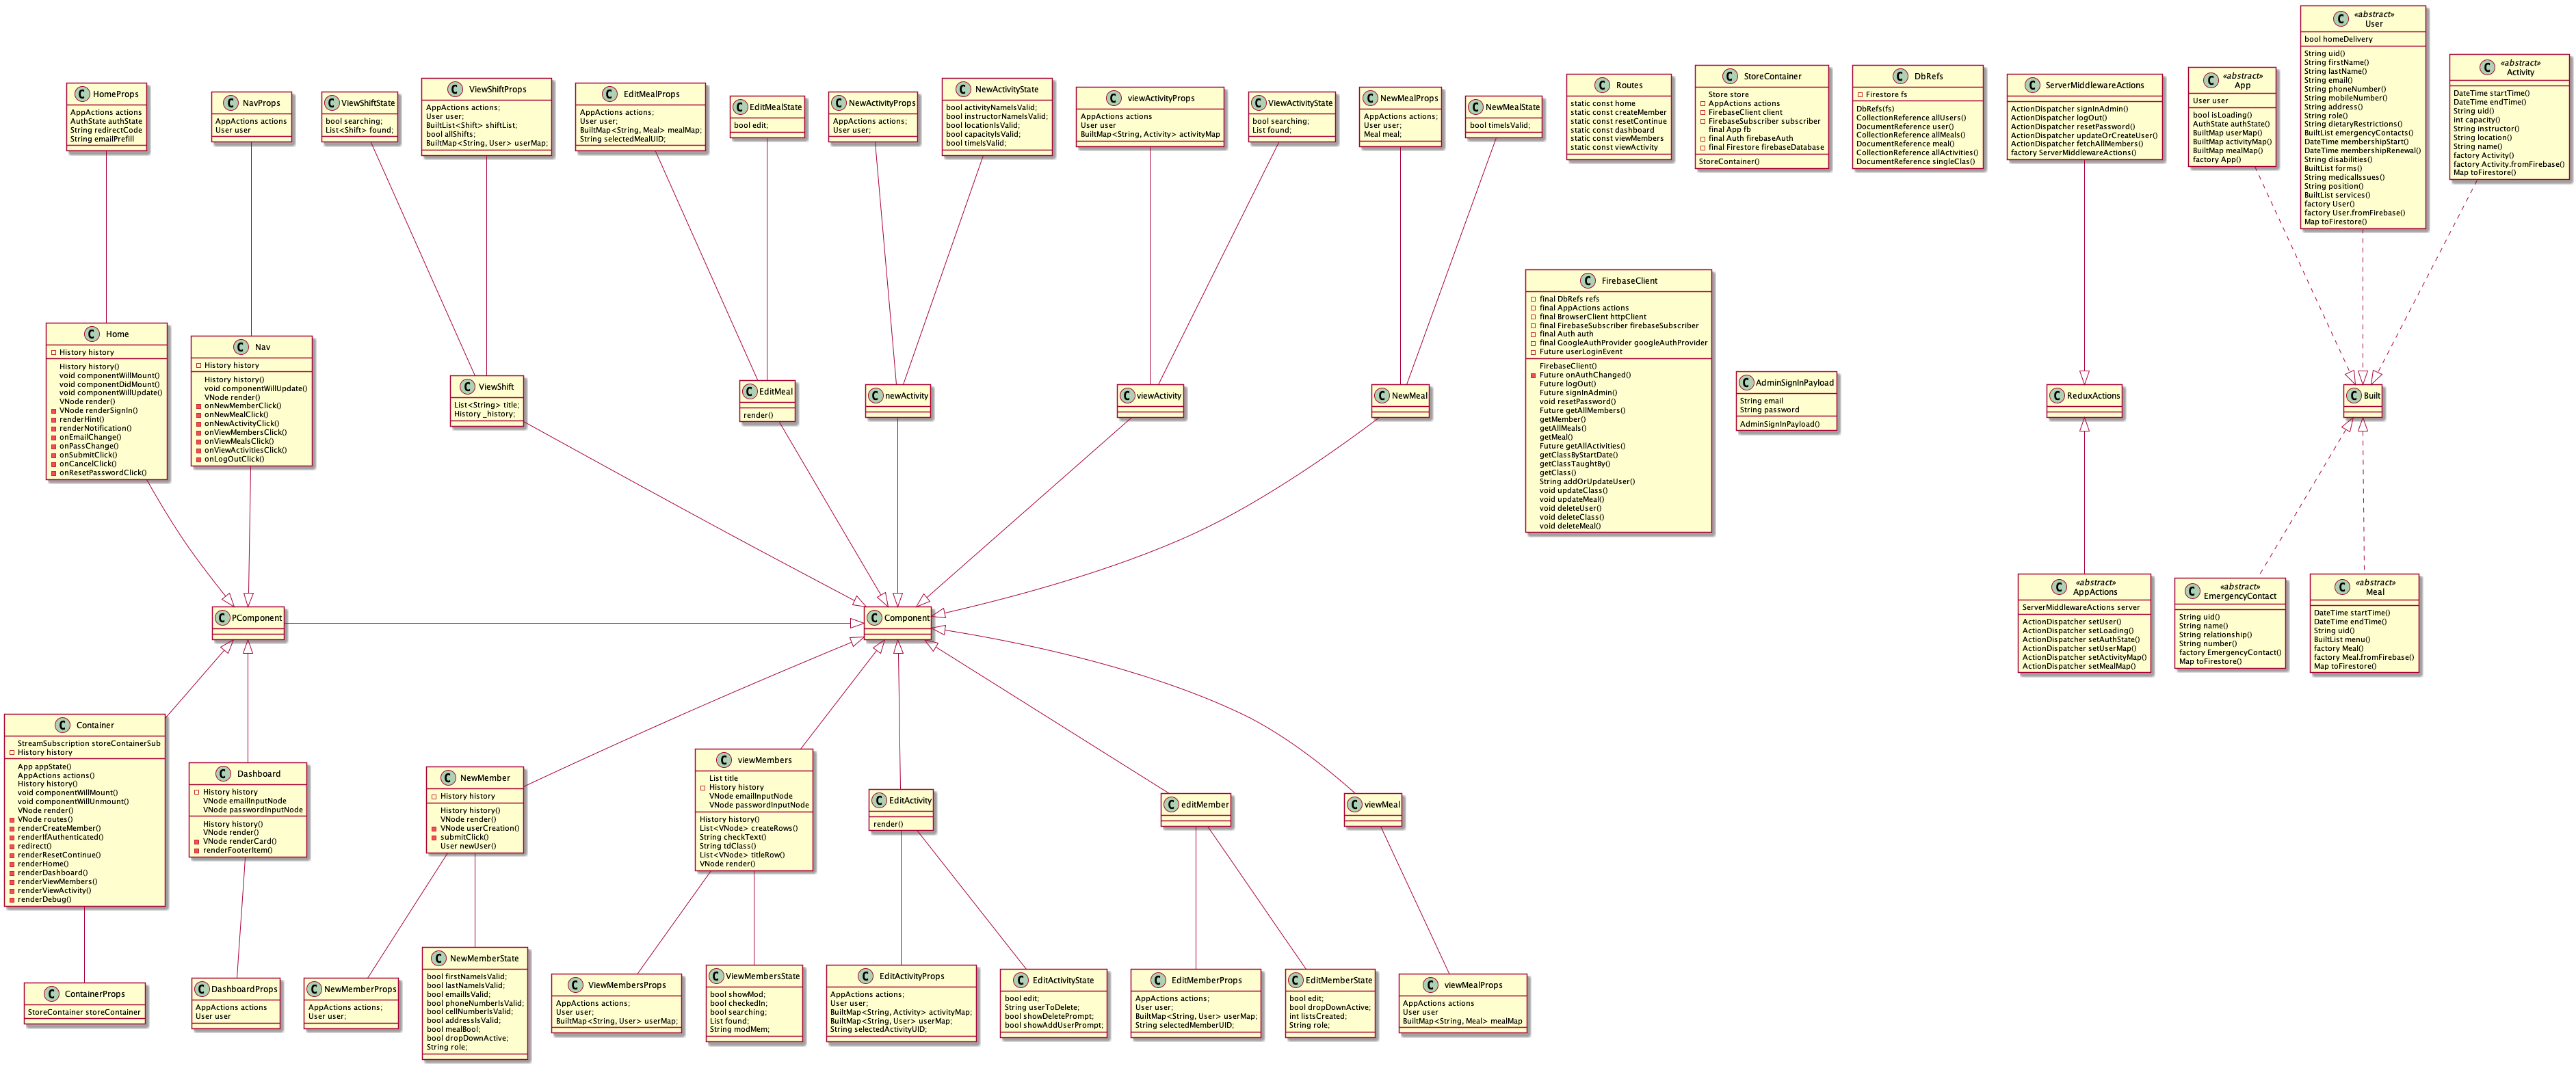 HomeProps
AppActions actions
AuthState authState
String redirectCode
String emailPrefill
NavProps
AppActions actions
User user
ViewShiftState
bool searching;
List<Shift> found;
ViewShiftProps
AppActions actions;
User user;
BuiltList<Shift> shiftList;
bool allShifts;
BuiltMap<String, User> userMap;
EditMealProps
AppActions actions;
User user;
BuiltMap<String, Meal> mealMap;
String selectedMealUID;
EditMealState
bool edit;
NewActivityProps
AppActions actions;
User user;
NewActivityState
bool activityNameIsValid;
bool instructorNameIsValid;
bool locationIsValid;
bool capacityIsValid;
bool timeIsValid;
viewActivityProps
AppActions actions
User user
BuiltMap<String, Activity> activityMap
ViewActivityState
bool searching;
List found;
NewMealProps
AppActions actions;
User user;
Meal meal;
NewMealState
bool timeIsValid;
Routes
static const home
static const createMember
static const resetContinue
static const dashboard
static const viewMembers
static const viewActivity
StoreContainer
Store store
AppActions actions
FirebaseClient client
FirebaseSubscriber subscriber
final App fb
final Auth firebaseAuth
final Firestore firebaseDatabase
StoreContainer()
DbRefs
Firestore fs
DbRefs(fs)
CollectionReference allUsers()
DocumentReference user()
CollectionReference allMeals()
DocumentReference meal()
CollectionReference allActivities()
DocumentReference singleClas()
ServerMiddlewareActions
ActionDispatcher signInAdmin()
ActionDispatcher logOut()
ActionDispatcher resetPassword()
ActionDispatcher updateOrCreateUser()
ActionDispatcher fetchAllMembers()
factory ServerMiddlewareActions()
«abstract»
App
User user
bool isLoading()
AuthState authState()
BuiltMap userMap()
BuiltMap activityMap()
BuiltMap mealMap()
factory App()
«abstract»
User
bool homeDelivery
String uid()
String firstName()
String lastName()
String email()
String phoneNumber()
String mobileNumber()
String address()
String role()
String dietaryRestrictions()
BuiltList emergencyContacts()
DateTime membershipStart()
DateTime membershipRenewal()
String disabilities()
BuiltList forms()
String medicalIssues()
String position()
BuiltList services()
factory User()
factory User.fromFirebase()
Map toFirestore()
«abstract»
Activity
DateTime startTime()
DateTime endTime()
String uid()
int capacity()
String instructor()
String location()
String name()
factory Activity()
factory Activity.fromFirebase()
Map toFirestore()
Home
History history
History history()
void componentWillMount()
void componentDidMount()
void componentWillUpdate()
VNode render()
VNode renderSignIn()
renderHint()
renderNotification()
onEmailChange()
onPassChange()
onSubmitClick()
onCancelClick()
onResetPasswordClick()
Nav
History history
History history()
void componentWillUpdate()
VNode render()
onNewMemberClick()
onNewMealClick()
onNewActivityClick()
onViewMembersClick()
onViewMealsClick()
onViewActivitiesClick()
onLogOutClick()
ViewShift
List<String> title;
History _history;
EditMeal
render()
newActivity
viewActivity
NewMeal
FirebaseClient
final DbRefs refs
final AppActions actions
final BrowserClient httpClient
final FirebaseSubscriber firebaseSubscriber
final Auth auth
final GoogleAuthProvider googleAuthProvider
Future userLoginEvent
FirebaseClient()
Future onAuthChanged()
Future logOut()
Future signInAdmin()
void resetPassword()
Future getAllMembers()
getMember()
getAllMeals()
getMeal()
Future getAllActivities()
getClassByStartDate()
getClassTaughtBy()
getClass()
String addOrUpdateUser()
void updateClass()
void updateMeal()
void deleteUser()
void deleteClass()
void deleteMeal()
AdminSignInPayload
String email
String password
AdminSignInPayload()
ReduxActions
Built
PComponent
Component
«abstract»
AppActions
ServerMiddlewareActions server
ActionDispatcher setUser()
ActionDispatcher setLoading()
ActionDispatcher setAuthState()
ActionDispatcher setUserMap()
ActionDispatcher setActivityMap()
ActionDispatcher setMealMap()
«abstract»
EmergencyContact
String uid()
String name()
String relationship()
String number()
factory EmergencyContact()
Map toFirestore()
«abstract»
Meal
DateTime startTime()
DateTime endTime()
String uid()
BuiltList menu()
factory Meal()
factory Meal.fromFirebase()
Map toFirestore()
Container
StreamSubscription storeContainerSub
History history
App appState()
AppActions actions()
History history()
void componentWillMount()
void componentWillUnmount()
VNode render()
VNode routes()
renderCreateMember()
renderIfAuthenticated()
redirect()
renderResetContinue()
renderHome()
renderDashboard()
renderViewMembers()
renderViewActivity()
renderDebug()
Dashboard
History history
VNode emailInputNode
VNode passwordInputNode
History history()
VNode render()
VNode renderCard()
renderFooterItem()
NewMember
History history
History history()
VNode render()
VNode userCreation()
submitClick()
User newUser()
viewMembers
List title
History history
VNode emailInputNode
VNode passwordInputNode
History history()
List<VNode> createRows()
String checkText()
String tdClass()
List<VNode> titleRow()
VNode render()
EditActivity
render()
editMember
viewMeal
ContainerProps
StoreContainer storeContainer
DashboardProps
AppActions actions
User user
NewMemberProps
AppActions actions;
User user;
NewMemberState
bool firstNameIsValid;
bool lastNameIsValid;
bool emailIsValid;
bool phoneNumberIsValid;
bool cellNumberIsValid;
bool addressIsValid;
bool mealBool;
bool dropDownActive;
String role;
ViewMembersProps
AppActions actions;
User user;
BuiltMap<String, User> userMap;
ViewMembersState
bool showMod;
bool checkedIn;
bool searching;
List found;
String modMem;
EditActivityProps
AppActions actions;
User user;
BuiltMap<String, Activity> activityMap;
BuiltMap<String, User> userMap;
String selectedActivityUID;
EditActivityState
bool edit;
String userToDelete;
bool showDeletePrompt;
bool showAddUserPrompt;
EditMemberProps
AppActions actions;
User user;
BuiltMap<String, User> userMap;
String selectedMemberUID;
EditMemberState
bool edit;
bool dropDownActive;
int listsCreated;
String role;
viewMealProps
AppActions actions
User user
BuiltMap<String, Meal> mealMap